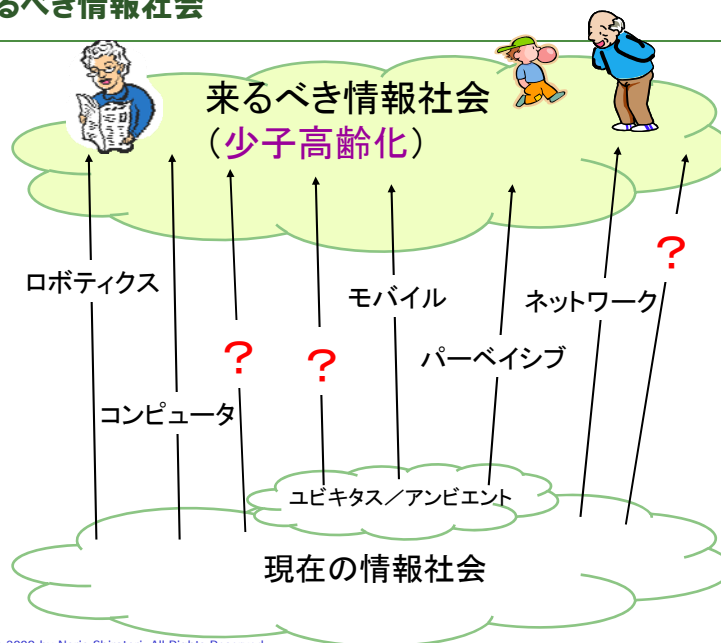 るべき情報社会
来るべき情報社会
（少子高齢化）
ロボティクス
モバイル
ネットワーク
？
？
？
パーベイシブ
コンピュータ
ユビキタス／アンビエント
現在の情報社会